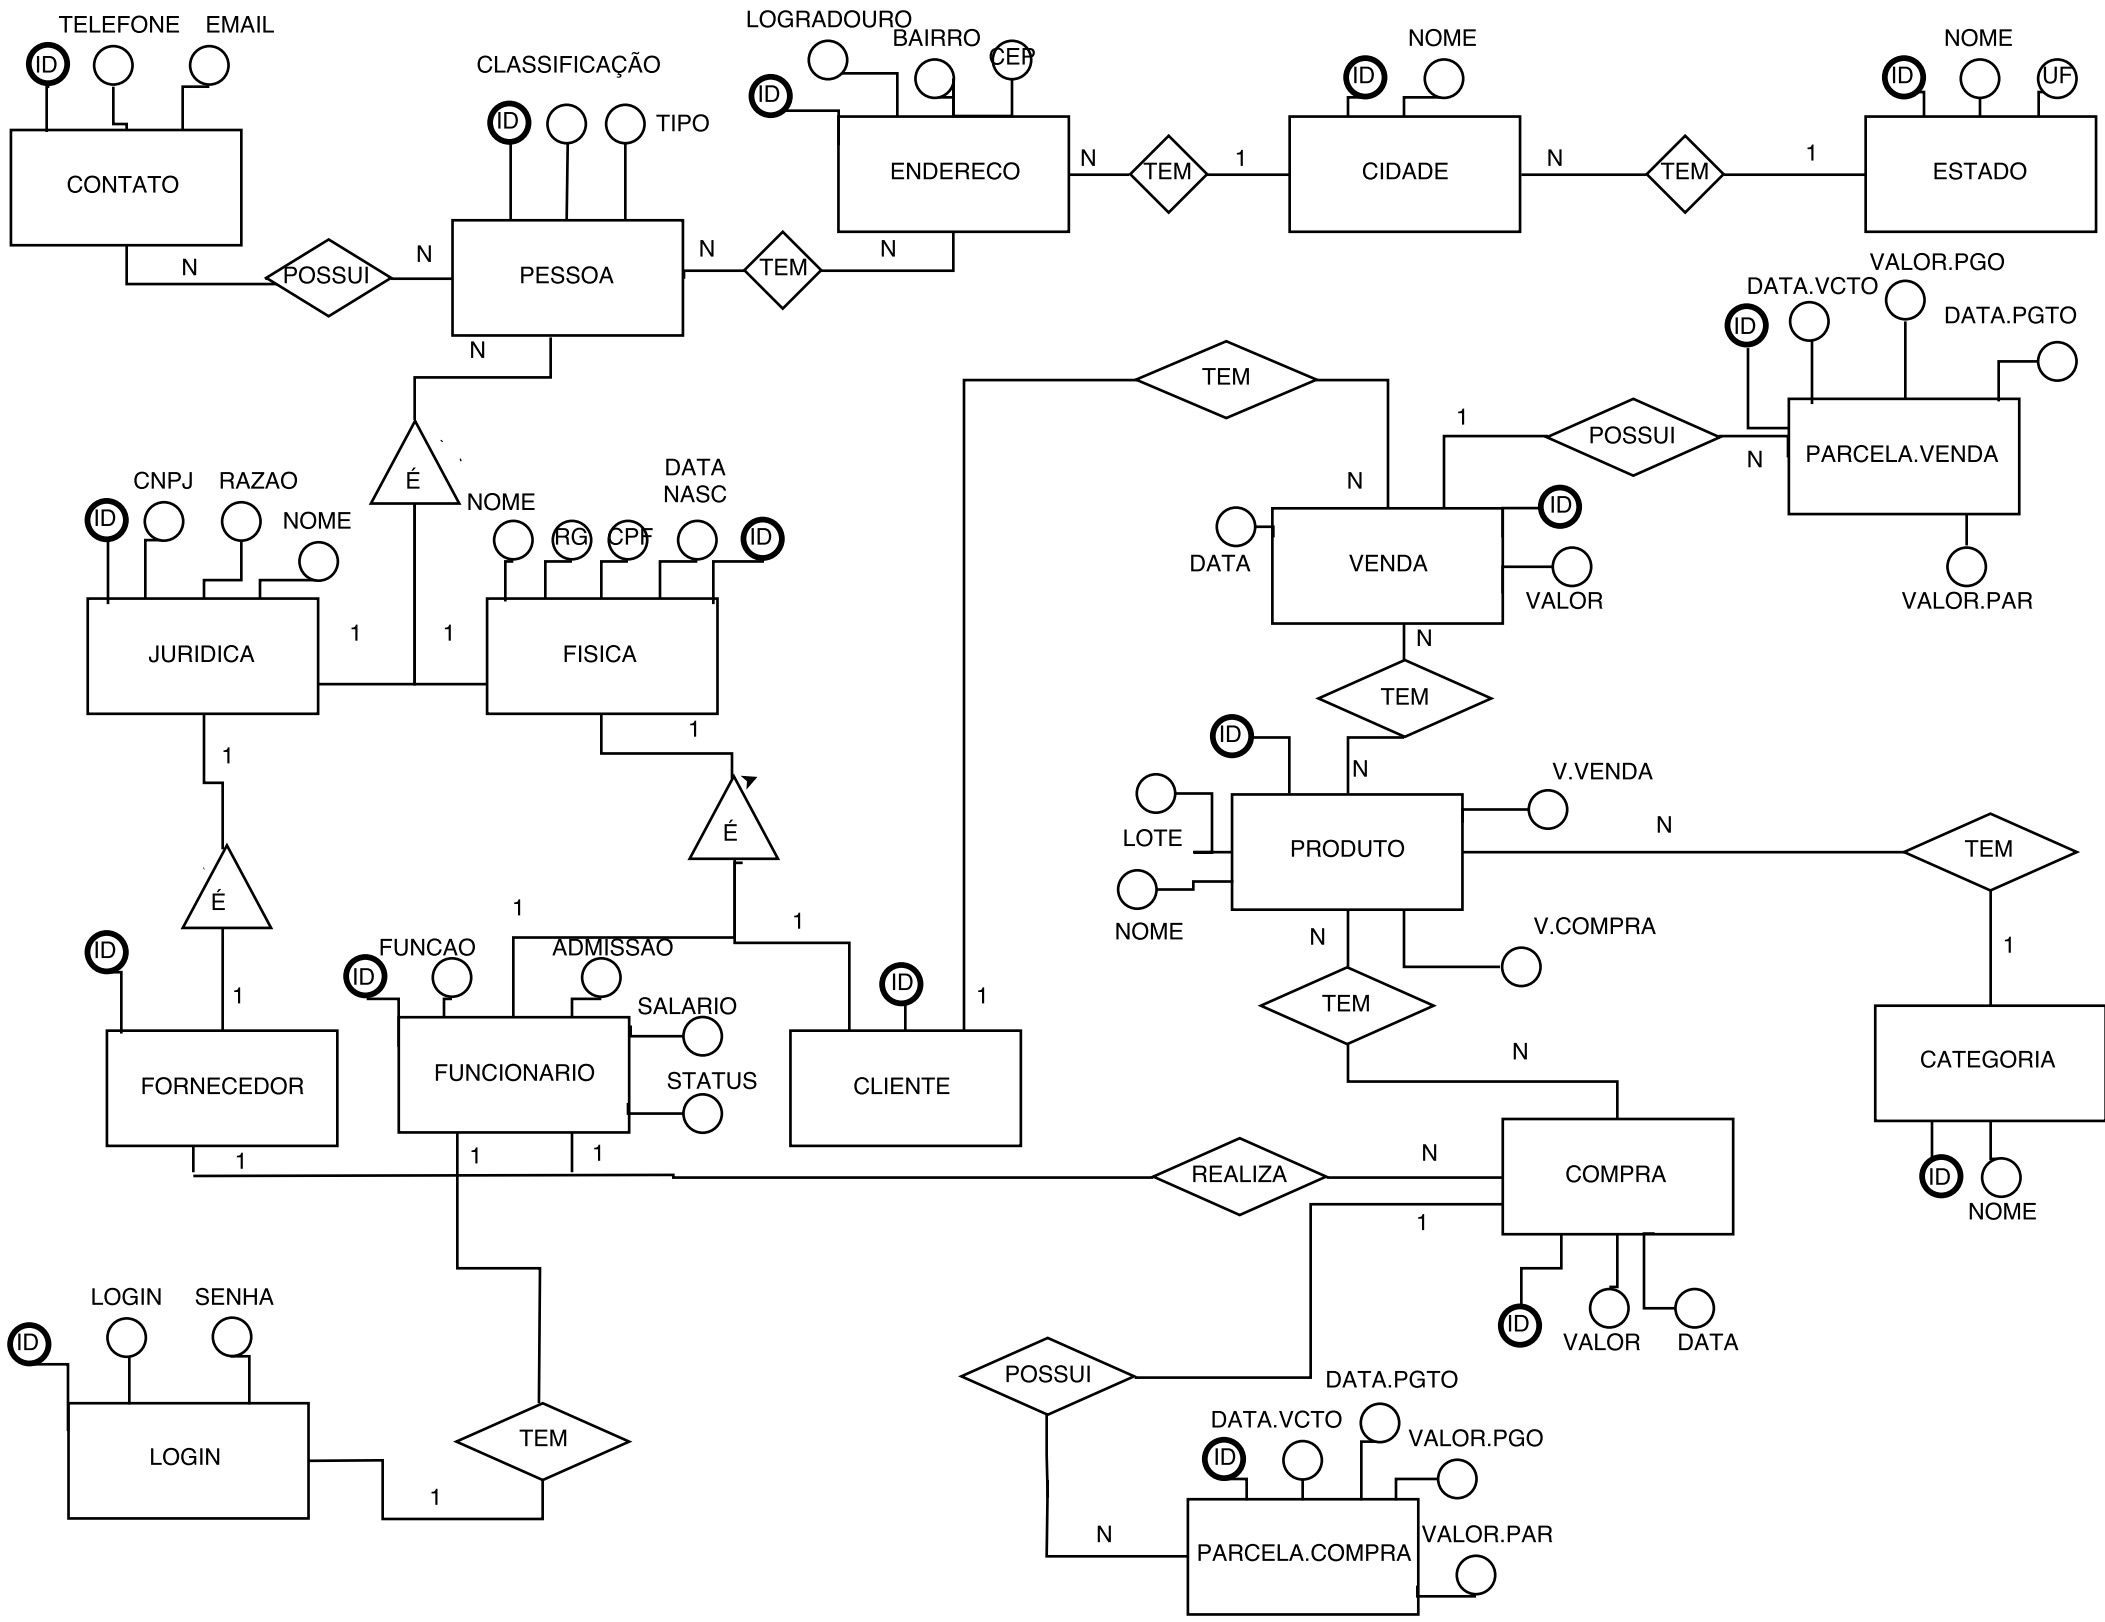 TELEFONE
EMAIL
ID
CONTATO
N
POSSUI
N
CLASSIFICAÇÃO
ID
TIPO
PESSOA
N
N
TEM
N
LOGRADOURO
BAIRRO
CEP
ID
ENDERECO
N
TEM
1
ID
NOME
CIDADE
N
TEM
1
NOME
ID
UF
ESTADO
É
CNPJ
RAZAO
ID
NOME
JURIDICA
1
1
NOME
RG
CPF
DATA
NASC
ID
FISICA
1
1
É
É
TEM
N
1
POSSUI
N
VALOR.PGO
DATA.VCTO
ID
DATA.PGTO
PARCELA.VENDA
VALOR.PAR
ID
DATA
VENDA
VALOR
N
TEM
N
ID
V.VENDA
LOTE
PRODUTO
NOME
V.COMPRA
N
TEM
1
CATEGORIA
ID
NOME
N
TEM
N
ID
1
FORNECEDOR
1
1
1
FUNCAO
ADMISSAO
ID
SALARIO
FUNCIONARIO
STATUS
1
1
ID
1
CLIENTE
REALIZA
N
COMPRA
1
ID
VALOR
DATA
LOGIN
SENHA
ID
LOGIN
1
TEM
POSSUI
N
DATA.PGTO
DATA.VCTO
ID
VALOR.PGO
PARCELA.COMPRA
VALOR.PAR